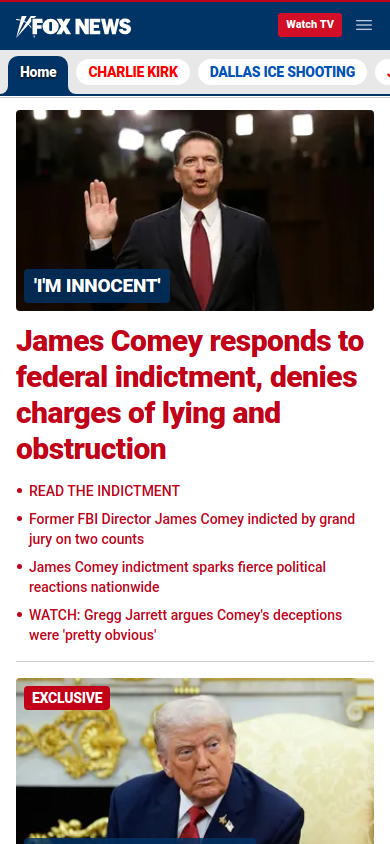 FOX NEWS
Watch TV
Home
CHARLIE KIRK
DALLAS ICE SHOOTING
'I'M INNOCENT'
James Comey responds to
federal indictment, denies
charges of lying and
obstruction
READ THE INDICTMENT
Former FBI Director James Comey indicted by grand
jury on two counts
James Comey indictment sparks fierce political
reactions nationwide
WATCH: Gregg Jarrett argues Comey's deceptions
were 'pretty obvious'
EXCLUSIVE